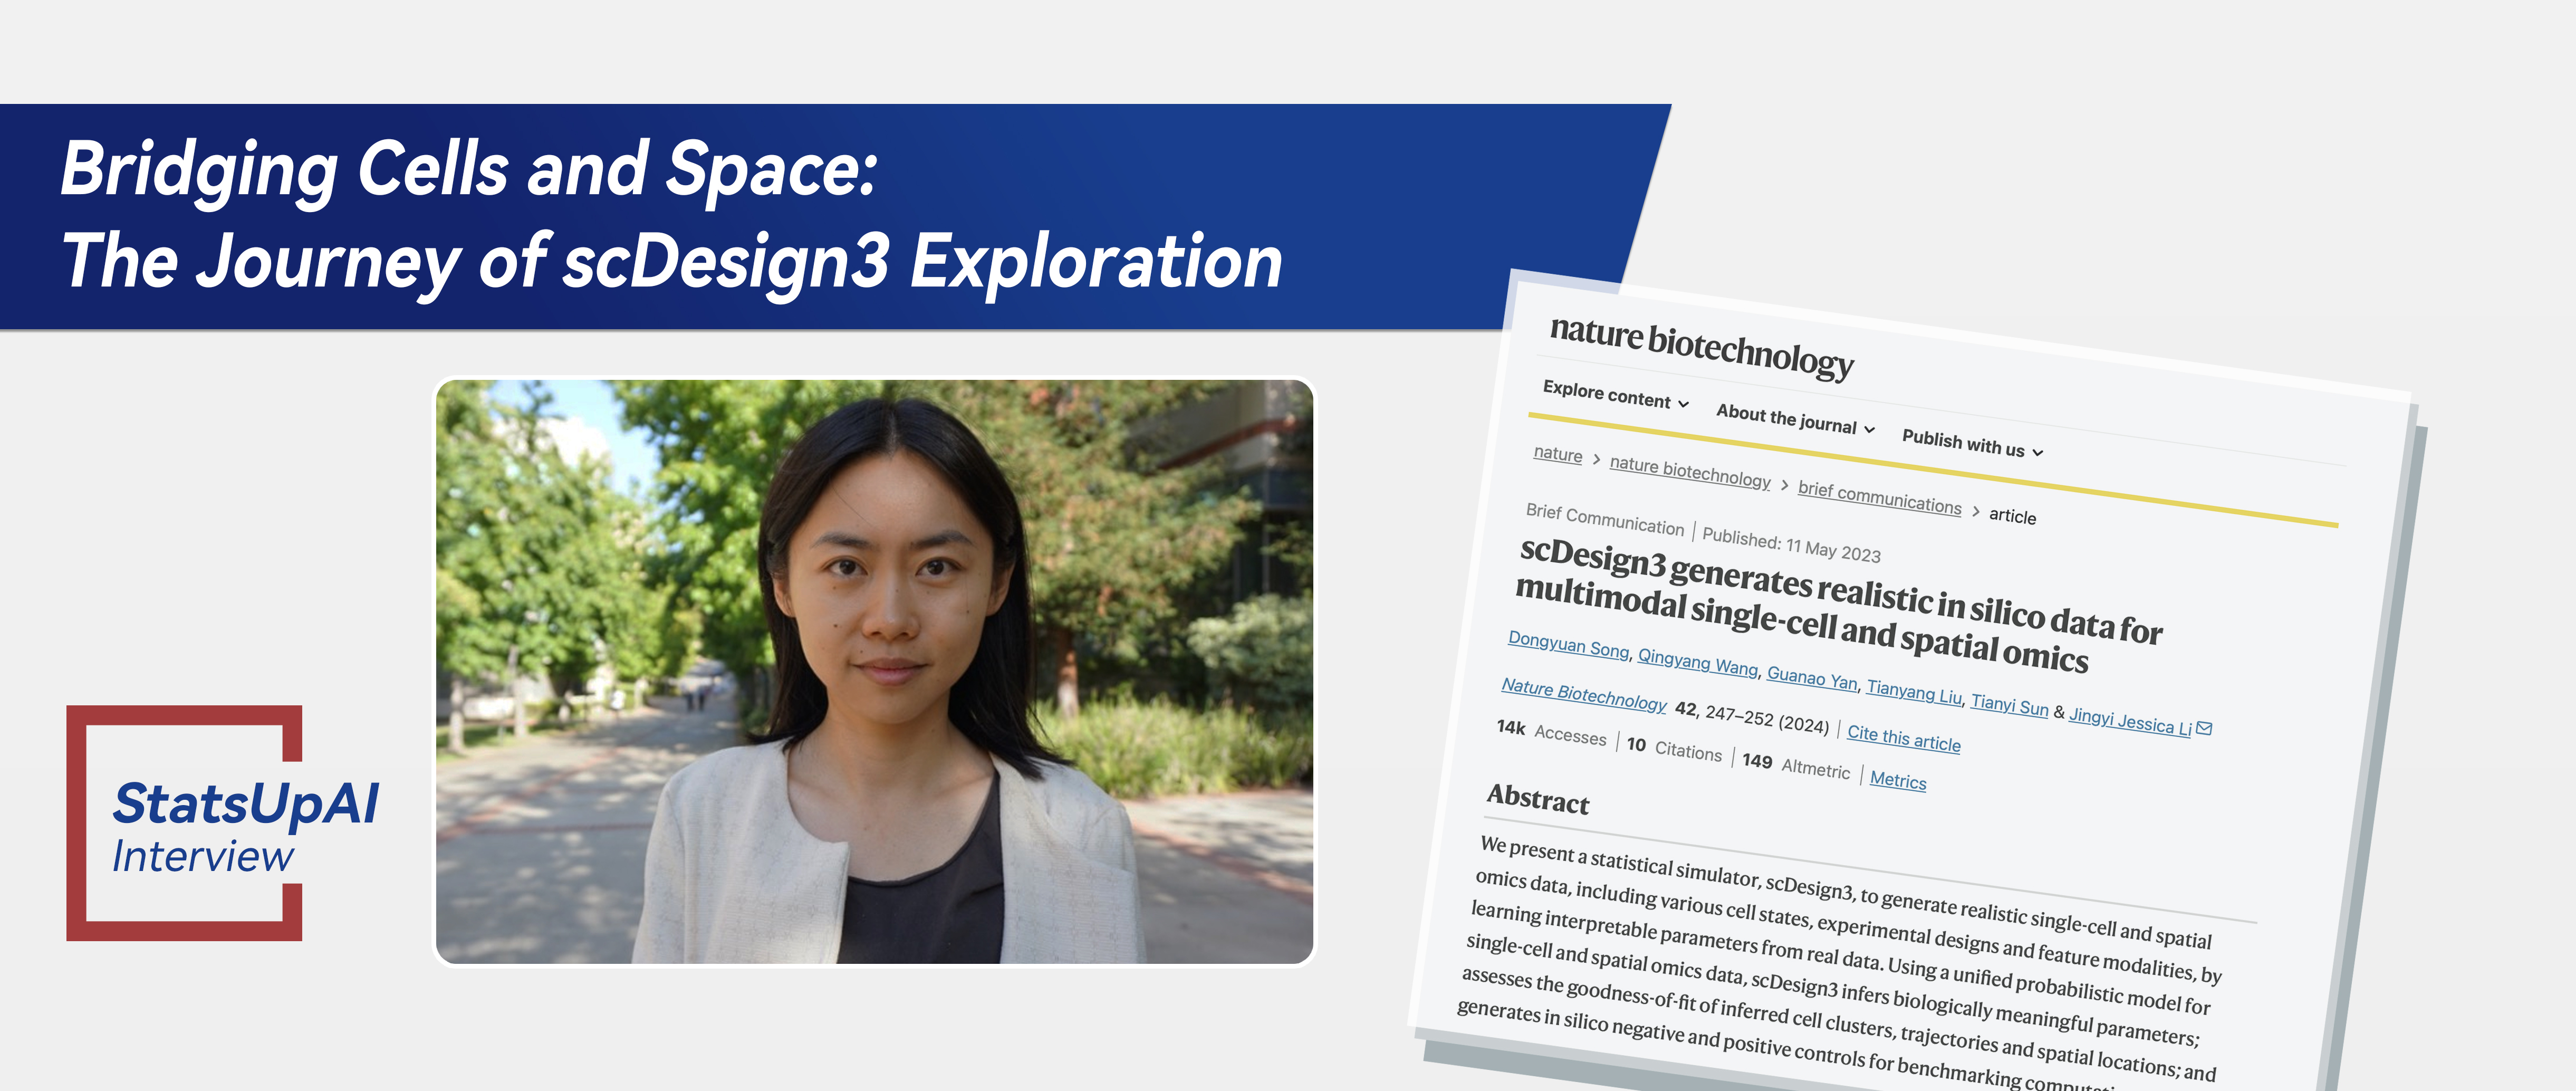 Bridging Cells and Space:
The Journey of scDesign3 Exploration
StatsUpAI
Interview
nature biotechnology
Explore content About the journal Publish with us
nature > nature biotechnology > brief communications > article
Brief Communication | Published: 11 May 2023
scDesign3 generates realistic in silico data for
multimodal single-cell and spatial omics
Dongyuan Song, Qingyang Wang, Guanao Yan, Tianyang Liu, Tianyi Sun & Jingyi Jessica Li
Nature Biotechnology 42, 247–252 (2024) | Cite this article
14k Accesses | 10 Citations | 149 Altmetric | Metrics
Abstract
We present a statistical simulator, scDesign3, to generate realistic single-cell and spatial
omics data, including various cell states, experimental designs and feature modalities, by
learning interpretable parameters from real data. Using a unified probabilistic model for
single-cell and spatial omics data, scDesign3 infers biologically meaningful parameters;
assesses the goodness-of-fit of inferred cell clusters, trajectories and spatial locations; and
generates in silico negative and positive controls for benchmarking